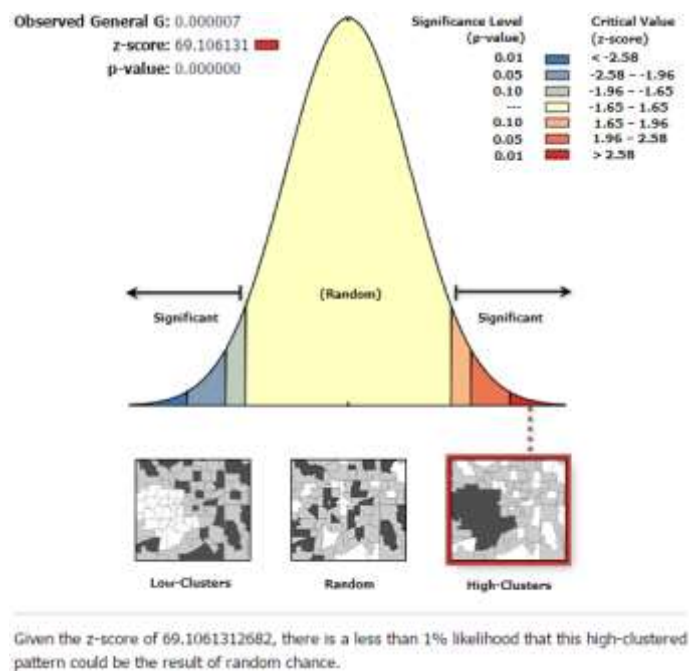 Observed General G: 0.000007
z-score: 69.106131
p-value: 0.000000
Significance Level
(p-value)
Critical Value
(z-score)
0.01 < -2.58
0.05 -2.58 - -1.96
0.10 -1.96 - -1.65
--- -1.65 - 1.65
0.10 1.65 - 1.96
0.05 1.96 - 2.58
0.01 > 2.58
(Random)
Significant
Significant
Low-Clusters
Random
High-Clusters
Given the z-score of 69.1061312682, there is a less than 1% likelihood that this high-clustered
pattern could be the result of random chance.